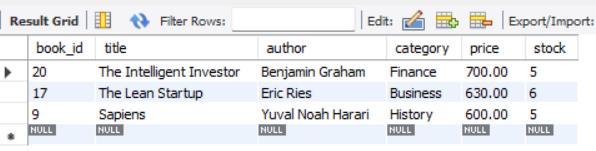 Result Grid Filter Rows: Edit: Export/Import:
book_id title author category price stock
20 The Intelligent Investor Benjamin Graham Finance 700.00 5
17 The Lean Startup Eric Ries Business 630.00 6
9 Sapiens Yuval Noah Harari History 600.00 5
NULL NULL NULL NULL NULL NULL